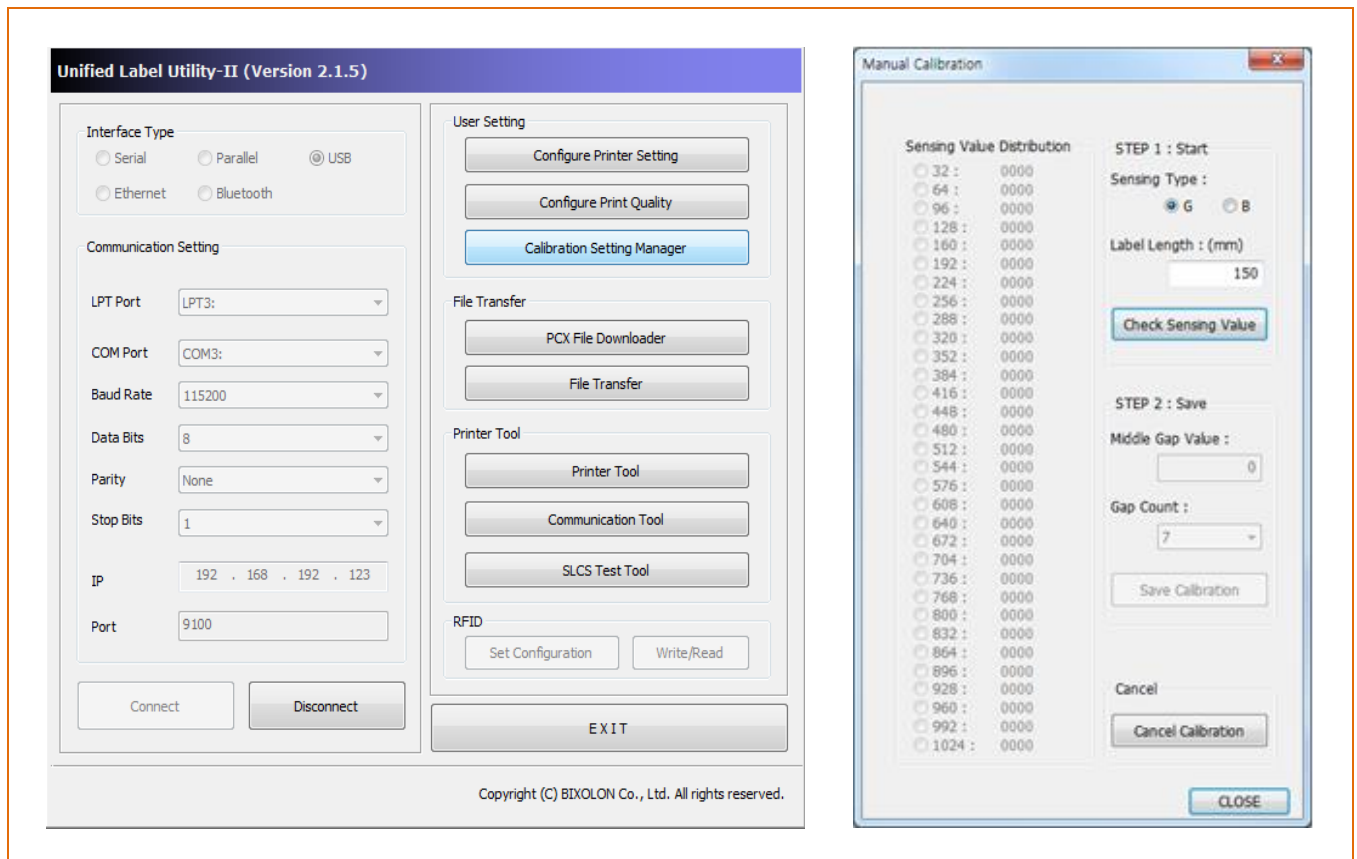 Unified Label Utility-II (Version 2.1.5)
Interface Type
Serial Parallel USB
Ethernet Bluetooth
Communication Setting
LPT Port LPT3:
COM Port COM3:
Baud Rate 115200
Data Bits 8
Parity None
Stop Bits 1
IP 192 . 168 . 192 . 123
Port 9100
Connect Disconnect
User Setting
Configure Printer Setting
Configure Print Quality
Calibration Setting Manager
File Transfer
PCX File Downloader
File Transfer
Printer Tool
Printer Tool
Communication Tool
SLCS Test Tool
RFID
Set Configuration Write/Read
EXIT
Copyright (C) BIXOLON Co., Ltd. All rights reserved.
Manual Calibration
Sensing Value Distribution
32 : 0000
64 : 0000
96 : 0000
128 : 0000
160 : 0000
192 : 0000
224 : 0000
256 : 0000
288 : 0000
320 : 0000
352 : 0000
384 : 0000
416 : 0000
448 : 0000
480 : 0000
512 : 0000
544 : 0000
576 : 0000
608 : 0000
640 : 0000
672 : 0000
704 : 0000
736 : 0000
768 : 0000
800 : 0000
832 : 0000
864 : 0000
896 : 0000
928 : 0000
960 : 0000
992 : 0000
1024 : 0000
STEP 1 : Start
Sensing Type :
G B
Label Length : (mm)
150
Check Sensing Value
STEP 2 : Save
Middle Gap Value :
0
Gap Count :
7
Save Calibration
Cancel
Cancel Calibration
CLOSE